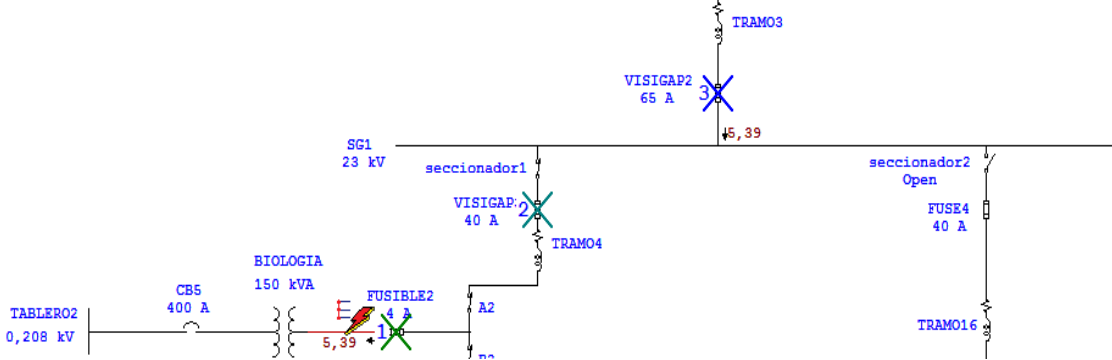 TRAMO3
VISIGAP2
65 A
3
5,39
SG1
23 kV
seccionador1
seccionador2
Open
VISIGAP
2
40 A
FUSE4
40 A
TRAMO4
BIOLOGIA
150 kVA
CB5
400 A
FUSIBLE2
4 A
A2
TABLERO2
0,208 kV
1
5,39
TRAMO16